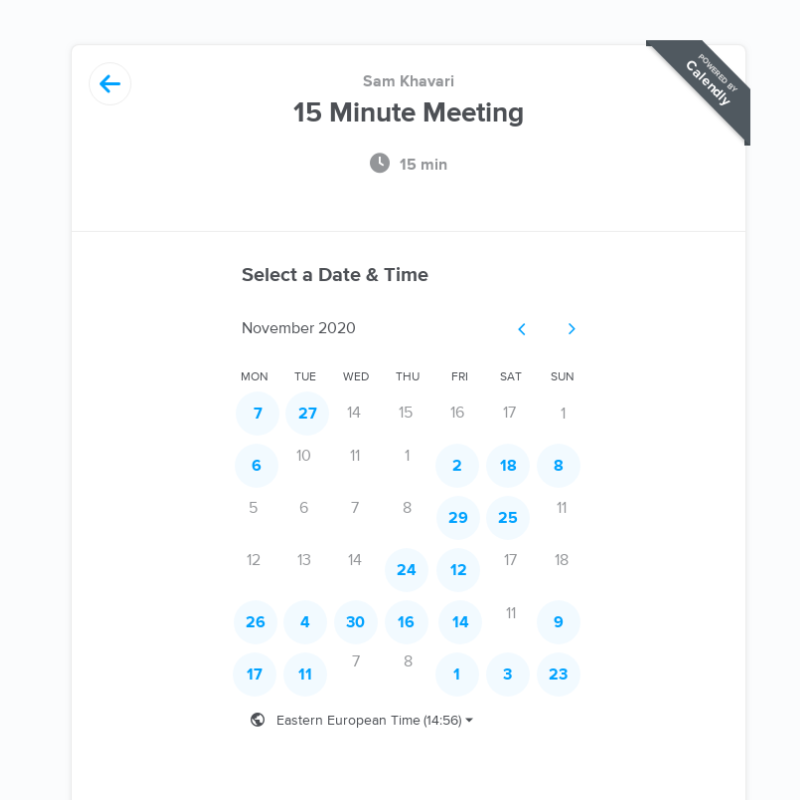 POWERED BY
Calendly
Sam Khavari
15 Minute Meeting
15 min
Select a Date & Time
November 2020
MON TUE WED THU FRI SAT SUN
7 27 14 15 16 17 1
6 10 11 1 2 18 8
5 6 7 8 29 25 11
12 13 14 24 12 17 18
26 4 30 16 14 11 9
17 11 7 8 1 3 23
Eastern European Time (14:56)